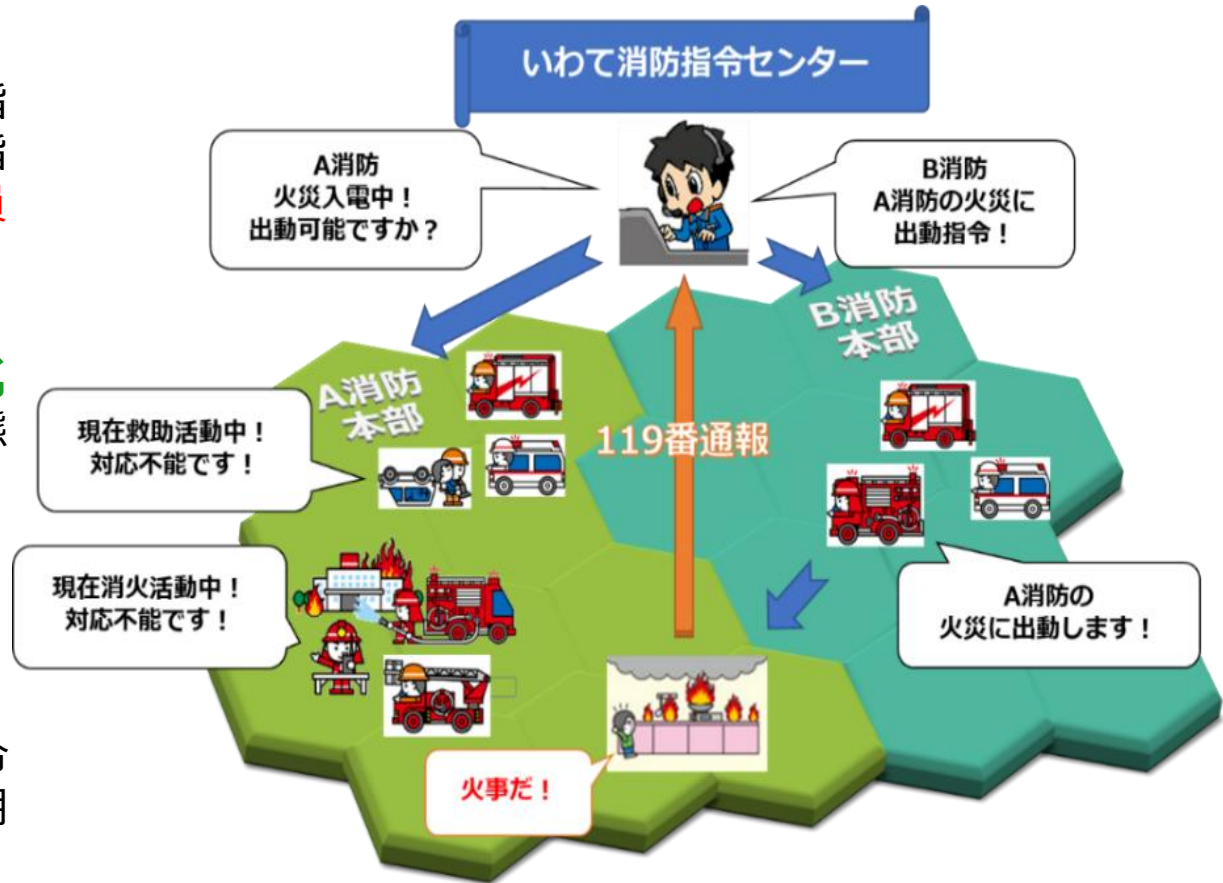 いわて消防指令センター
A消防
火災入電中！
出動可能ですか？
B消防
A消防の火災に
出動指令！
B消防
本部
A消防
本部
現在救助活動中！
対応不能です！
119番通報
現在消火活動中！
対応不能です！
A消防の
火災に出動します！
火事だ！